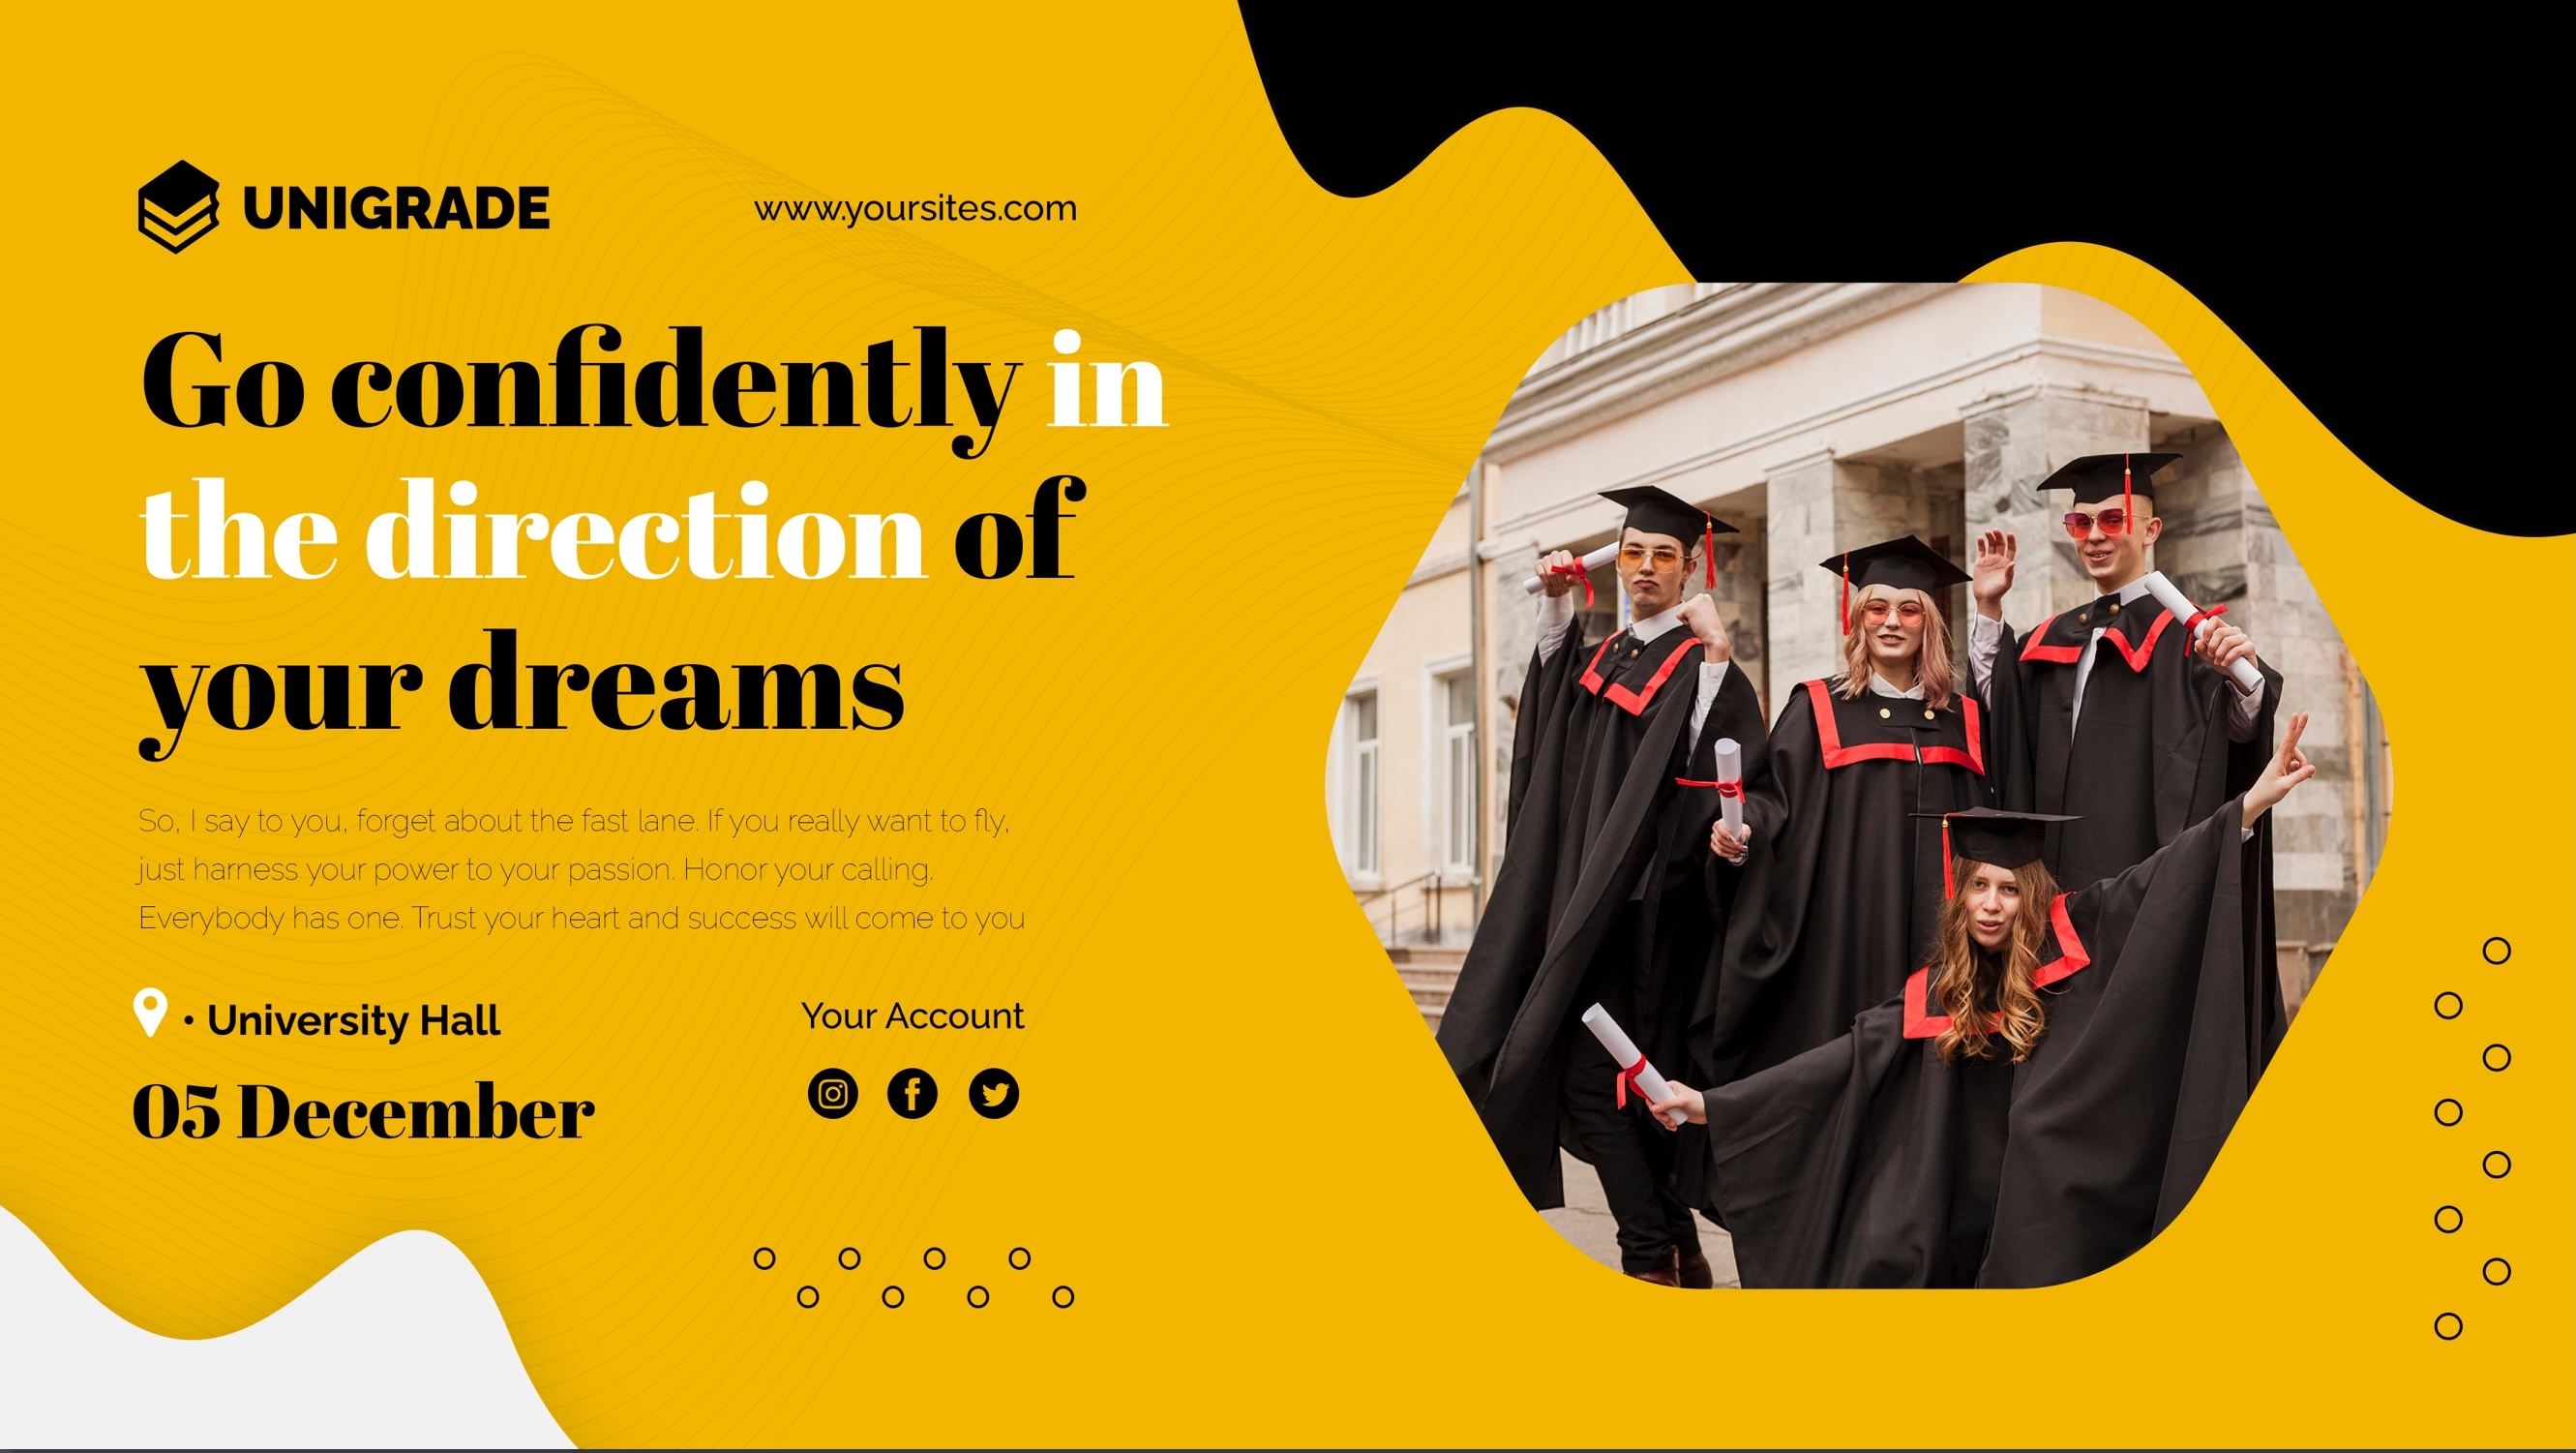 UNIGRADE
www.yoursites.com
Go confidently in
the direction of
your dreams
So, I say to you, forget about the fast lane. If you really want to fly,
just harness your power to your passion. Honor your calling.
Everybody has one. Trust your heart and success will come to you
• University Hall
05 December
Your Account